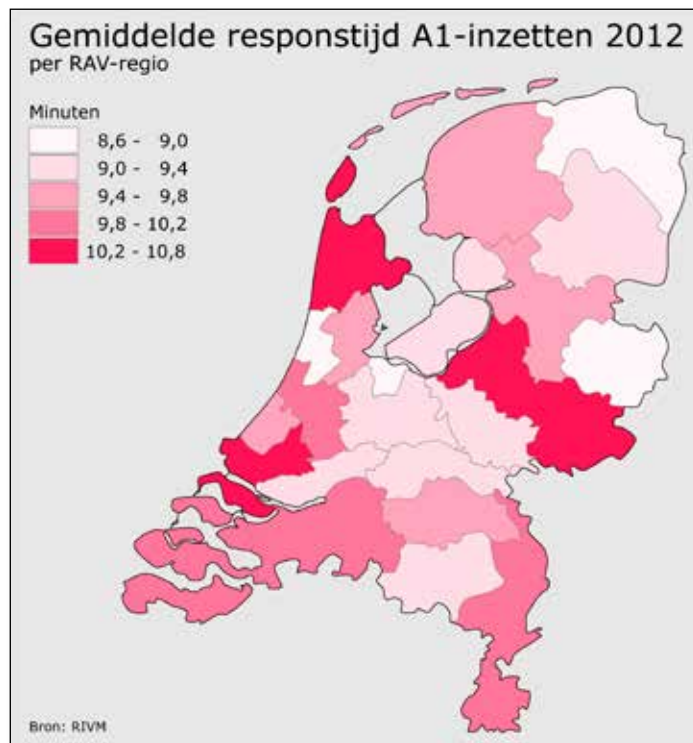 Gemiddelde responstijd A1-inzetten 2012
per RAV-regio
Minuten
8,6 - 9,0
9,0 - 9,4
9,4 - 9,8
9,8 - 10,2
10,2 - 10,8
Bron: RIVM